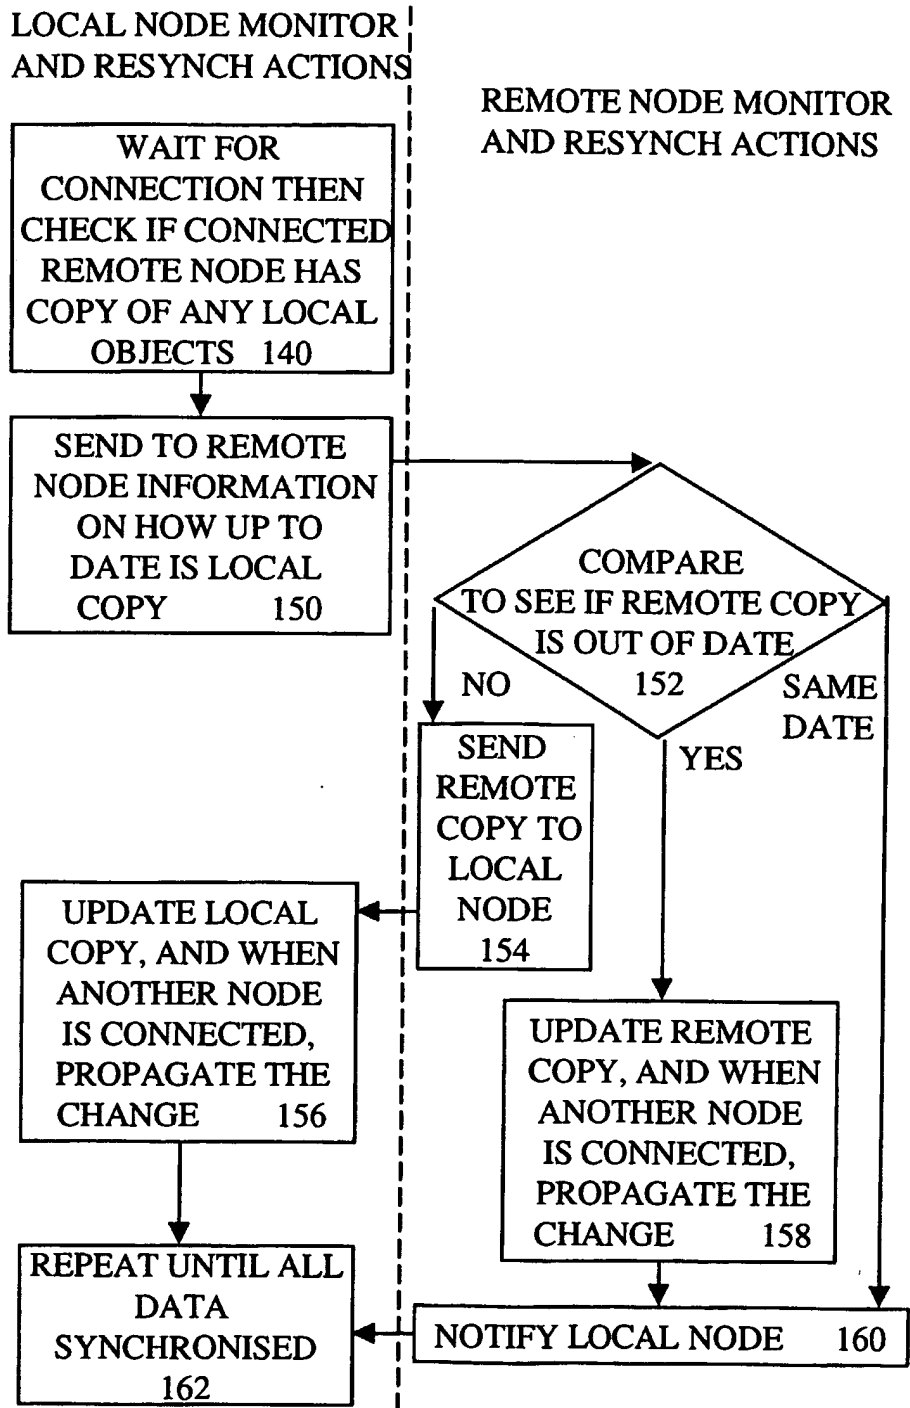 LOCAL NODE MONITOR
AND RESYNCH ACTIONS
REMOTE NODE MONITOR
AND RESYNCH ACTIONS
WAIT FOR
CONNECTION THEN
CHECK IF CONNECTED
REMOTE NODE HAS
COPY OF ANY LOCAL
OBJECTS 140
SEND TO REMOTE
NODE INFORMATION
ON HOW UP TO
DATE IS LOCAL
COPY 150
COMPARE
TO SEE IF REMOTE COPY
IS OUT OF DATE
152
NO
YES
SAME
DATE
SEND
REMOTE
COPY TO
LOCAL
NODE
154
UPDATE LOCAL
COPY, AND WHEN
ANOTHER NODE
IS CONNECTED,
PROPAGATE THE
CHANGE 156
UPDATE REMOTE
COPY, AND WHEN
ANOTHER NODE
IS CONNECTED,
PROPAGATE THE
CHANGE 158
NOTIFY LOCAL NODE 160
REPEAT UNTIL ALL
DATA
SYNCHRONISED
162